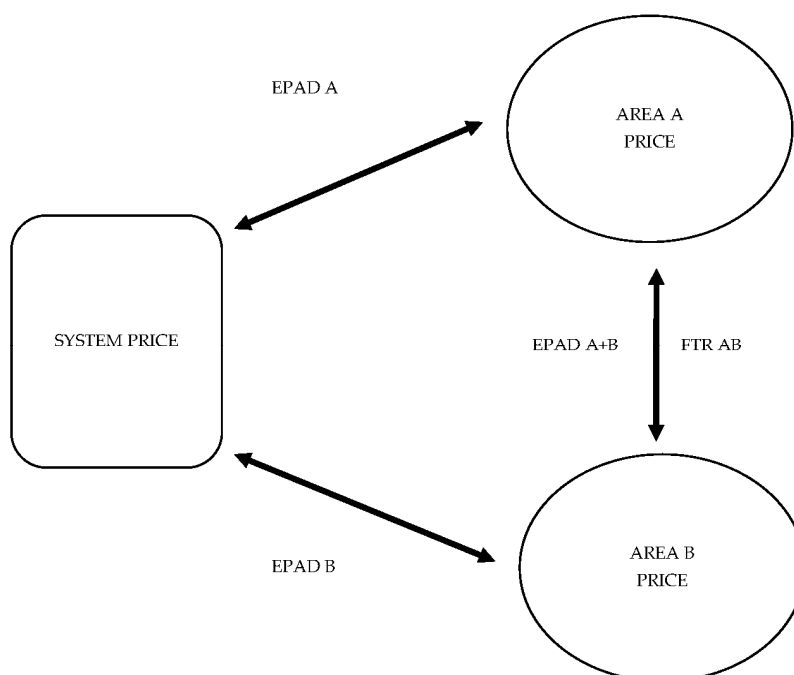 EPAD A
AREA A
PRICE
SYSTEM PRICE
EPAD A+B
FTR AB
EPAD B
AREA B
PRICE